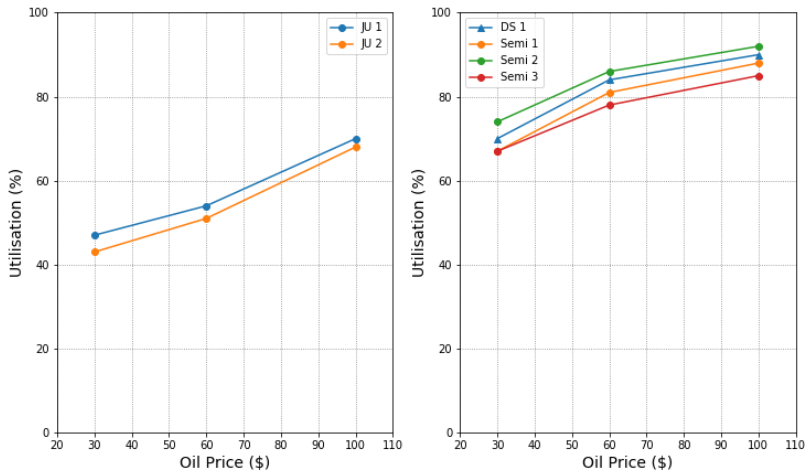 100
80
60
40
20
0
Utilisation (%)
JU 1
JU 2
20 30 40 50 60 70 80 90 100 110
Oil Price ($)
100
80
60
40
20
0
Utilisation (%)
DS 1
Semi 1
Semi 2
Semi 3
20 30 40 50 60 70 80 90 100 110
Oil Price ($)